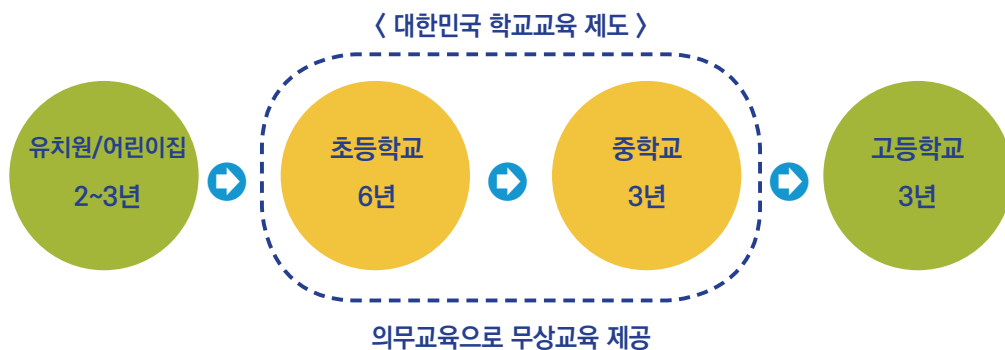 〈 대한민국 학교교육 제도 〉
유치원/어린이집
2~3년
초등학교
6년
중학교
3년
고등학교
3년
의무교육으로 무상교육 제공